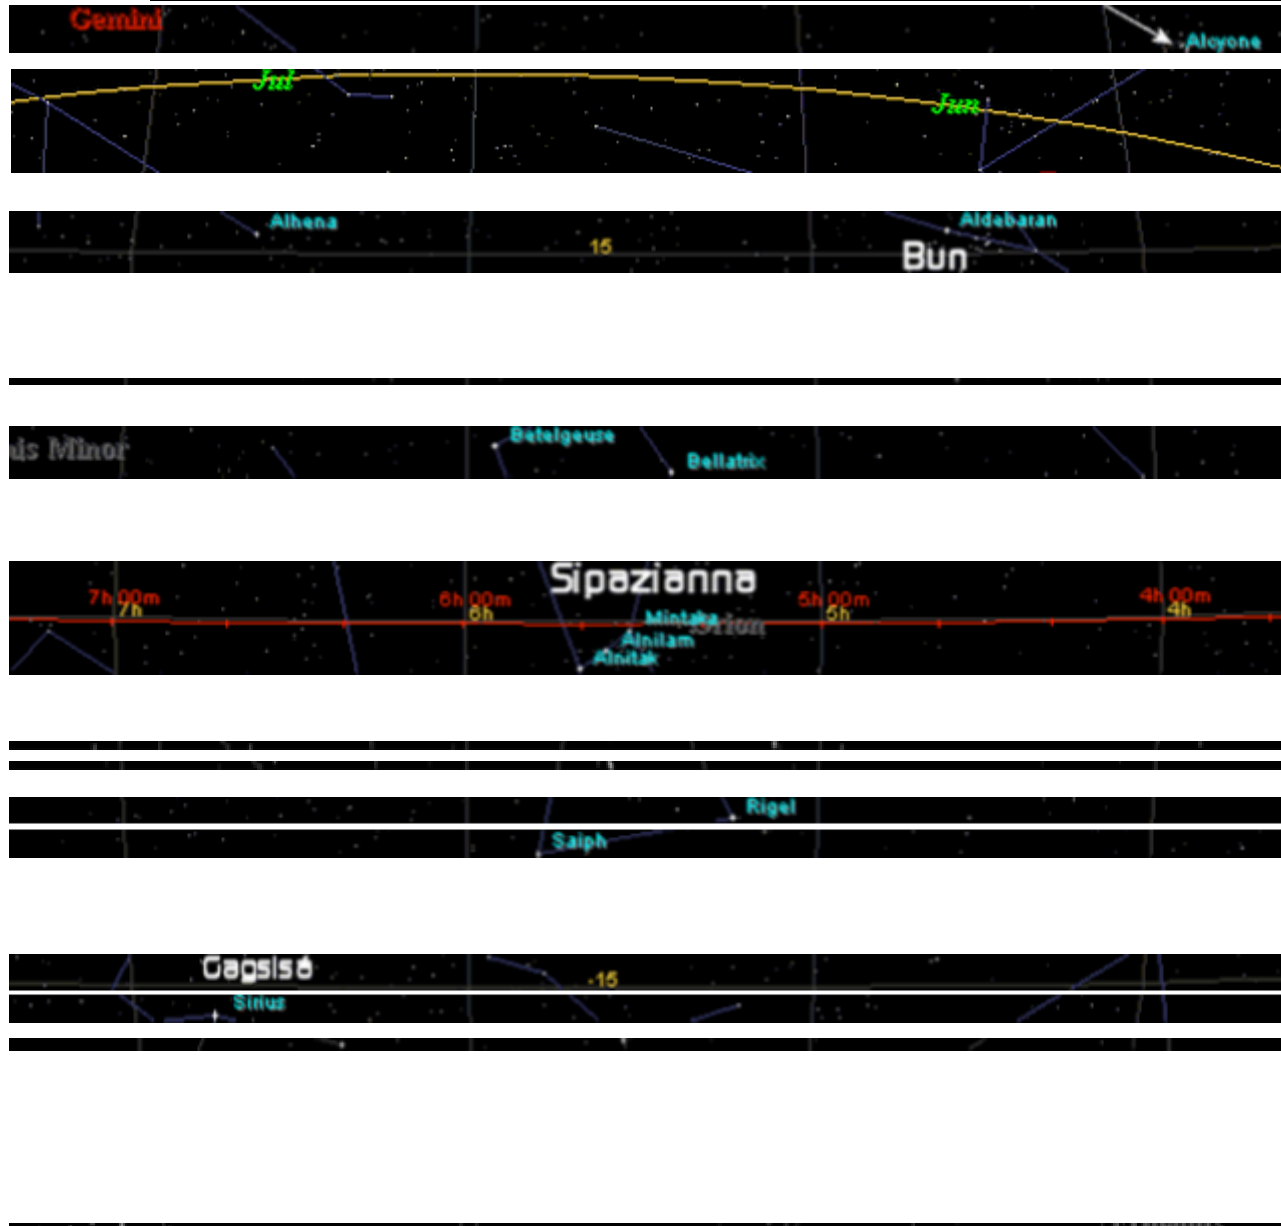 Gemini
Alcyone
Jul
Jun
Alhena
Aldebaran
15
Bun
Betelgeuse
is Minor
Bellatrix
Sipazianna
7h 00m 6h 00m 5h 00m 4h 00m
7h 6h 5h 4h
Mintaka
Orion
Alnilam
Alnitak
Rigel
Saiph
Gagsisa
-15
Sirius